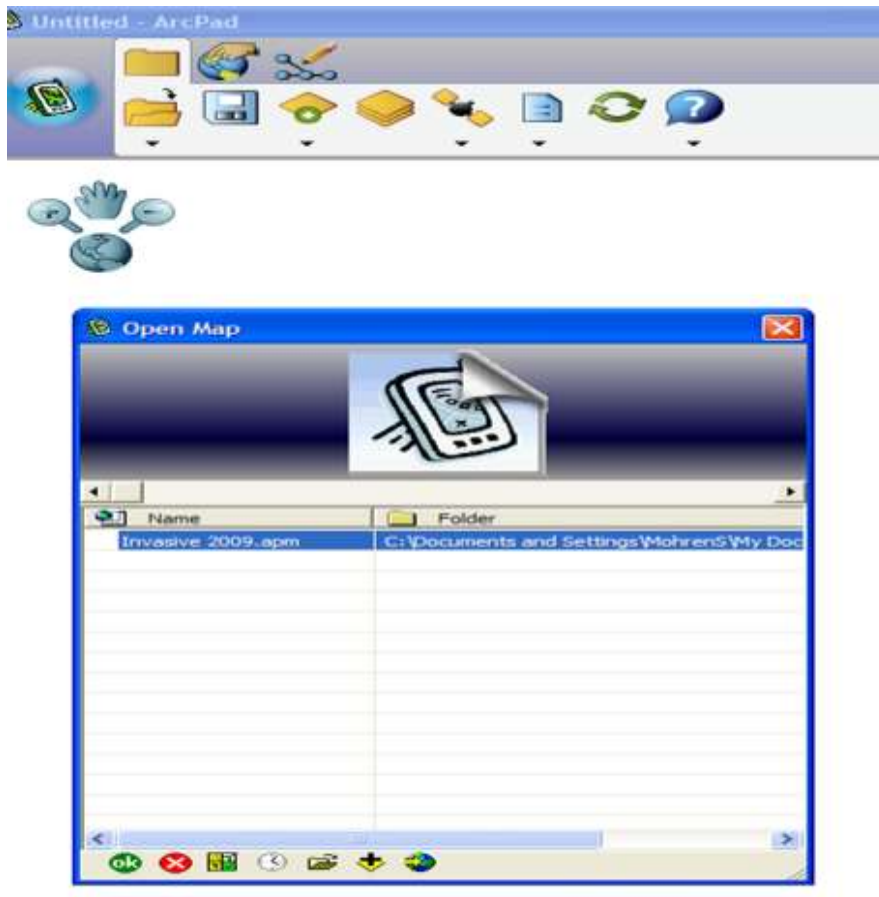 Untitled - ArcPad
Open Map
Name Folder
Invasive 2009.apm C:\Documents and Settings\MohrenS\My Doc
ok